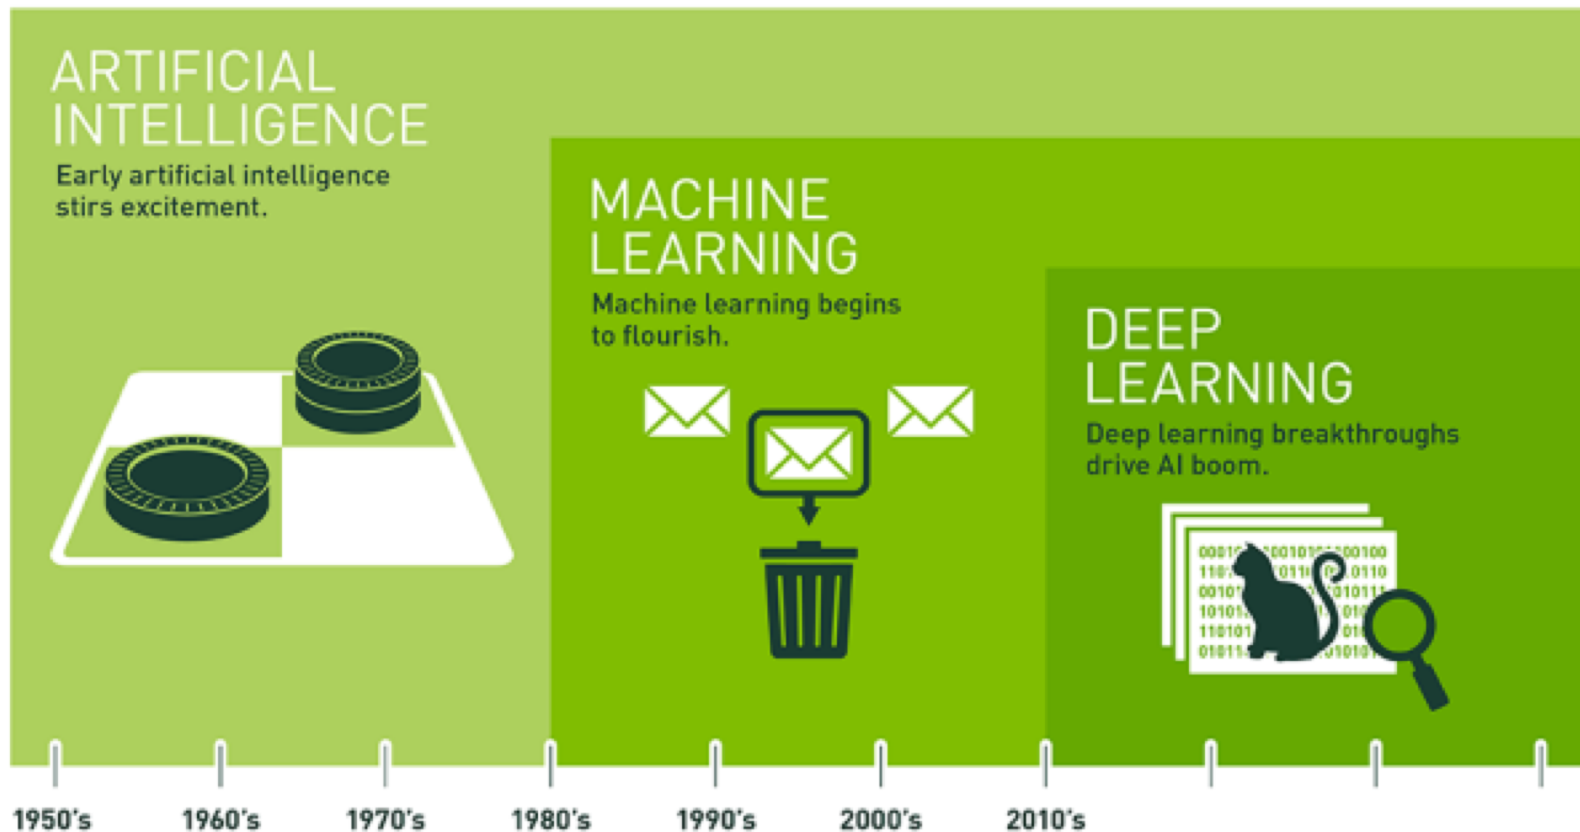 ARTIFICIAL
INTELLIGENCE
Early artificial intelligence
stirs excitement.
MACHINE
LEARNING
Machine learning begins
to flourish.
DEEP
LEARNING
Deep learning breakthroughs
drive AI boom.
1950's 1960's 1970's 1980's 1990's 2000's 2010's